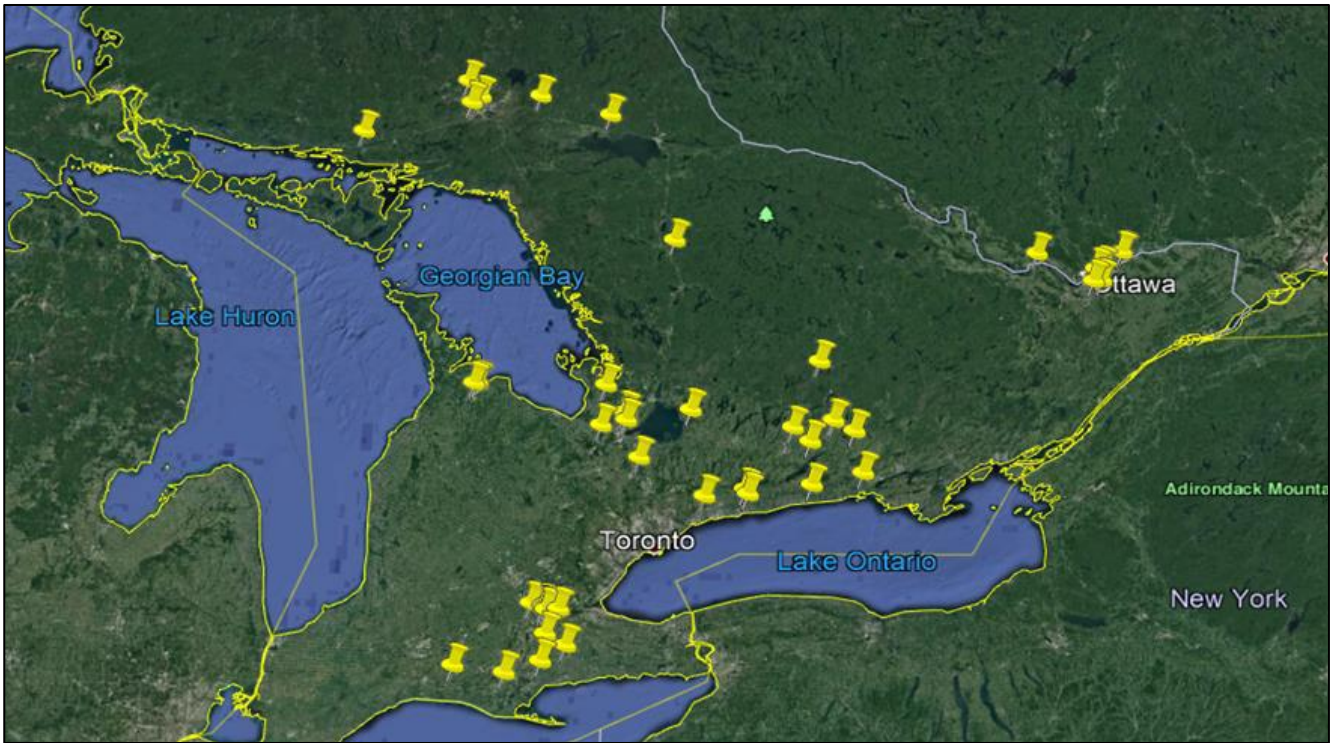 Georgian Bay
Lake Huron
Ottawa
Adirondack Mounta
Toronto
Lake Ontario
New York